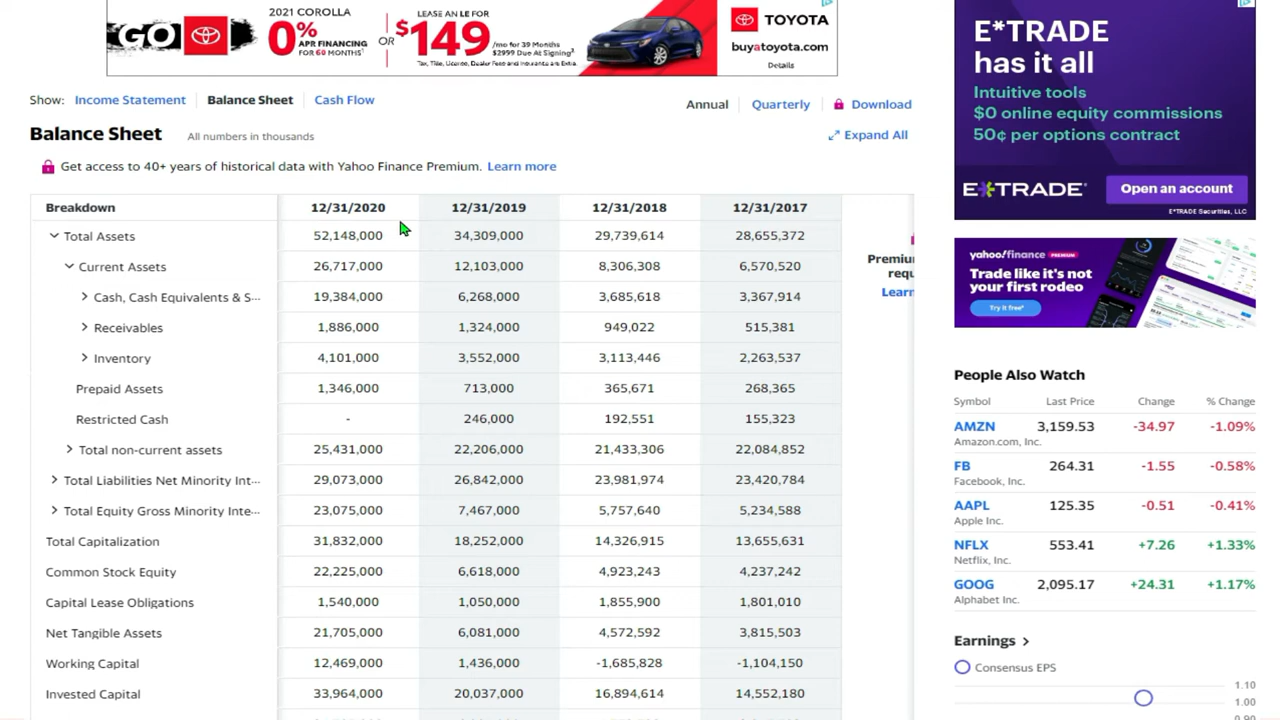 GO
2021 COROLLA
0%
APR FINANCING
FOR 60 MONTHS¹
OR
LEASE AN LE FOR
$149
/mo for 39 Months
$2999 Due At Signing²
TOYOTA
buyatoyota.com
Details
Show: Income Statement Balance Sheet Cash Flow
Annual Quarterly Download
Balance Sheet All numbers in thousands
Expand All
Get access to 40+ years of historical data with Yahoo Finance Premium. Learn more
Breakdown 12/31/2020 12/31/2019 12/31/2018 12/31/2017
Total Assets 52,148,000 34,309,000 29,739,614 28,655,372
Current Assets 26,717,000 12,103,000 8,306,308 6,570,520
Cash, Cash Equivalents & S... 19,384,000 6,268,000 3,685,618 3,367,914
Receivables 1,886,000 1,324,000 949,022 515,381
Inventory 4,101,000 3,552,000 3,113,446 2,263,537
Prepaid Assets 1,346,000 713,000 365,671 268,365
Restricted Cash - 246,000 192,551 155,323
Total non-current assets 25,431,000 22,206,000 21,433,306 22,084,852
Total Liabilities Net Minority Int... 29,073,000 26,842,000 23,981,974 23,420,784
Total Equity Gross Minority Inte... 23,075,000 7,467,000 5,757,640 5,234,588
Total Capitalization 31,832,000 18,252,000 14,326,915 13,655,631
Common Stock Equity 22,225,000 6,618,000 4,923,243 4,237,242
Capital Lease Obligations 1,540,000 1,050,000 1,855,900 1,801,010
Net Tangible Assets 21,705,000 6,081,000 4,572,592 3,815,503
Working Capital 12,469,000 1,436,000 -1,685,828 -1,104,150
Invested Capital 33,964,000 20,037,000 16,894,614 14,552,180
Premium
requ
Learn
E*TRADE
has it all
Intuitive tools
$0 online equity commissions
50¢ per options contract
E*TRADE® Open an account
E*TRADE Securities, LLC
yahoo!finance PREMIUM
Trade like it's not
your first rodeo
Try it free*
People Also Watch
Symbol Last Price Change % Change
AMZN 3,159.53 -34.97 -1.09%
Amazon.com, Inc.
FB 264.31 -1.55 -0.58%
Facebook, Inc.
AAPL 125.35 -0.51 -0.41%
Apple Inc.
NFLX 553.41 +7.26 +1.33%
Netflix, Inc.
GOOG 2,095.17 +24.31 +1.17%
Alphabet Inc.
Earnings
Consensus EPS
1.10
1.00
0.90